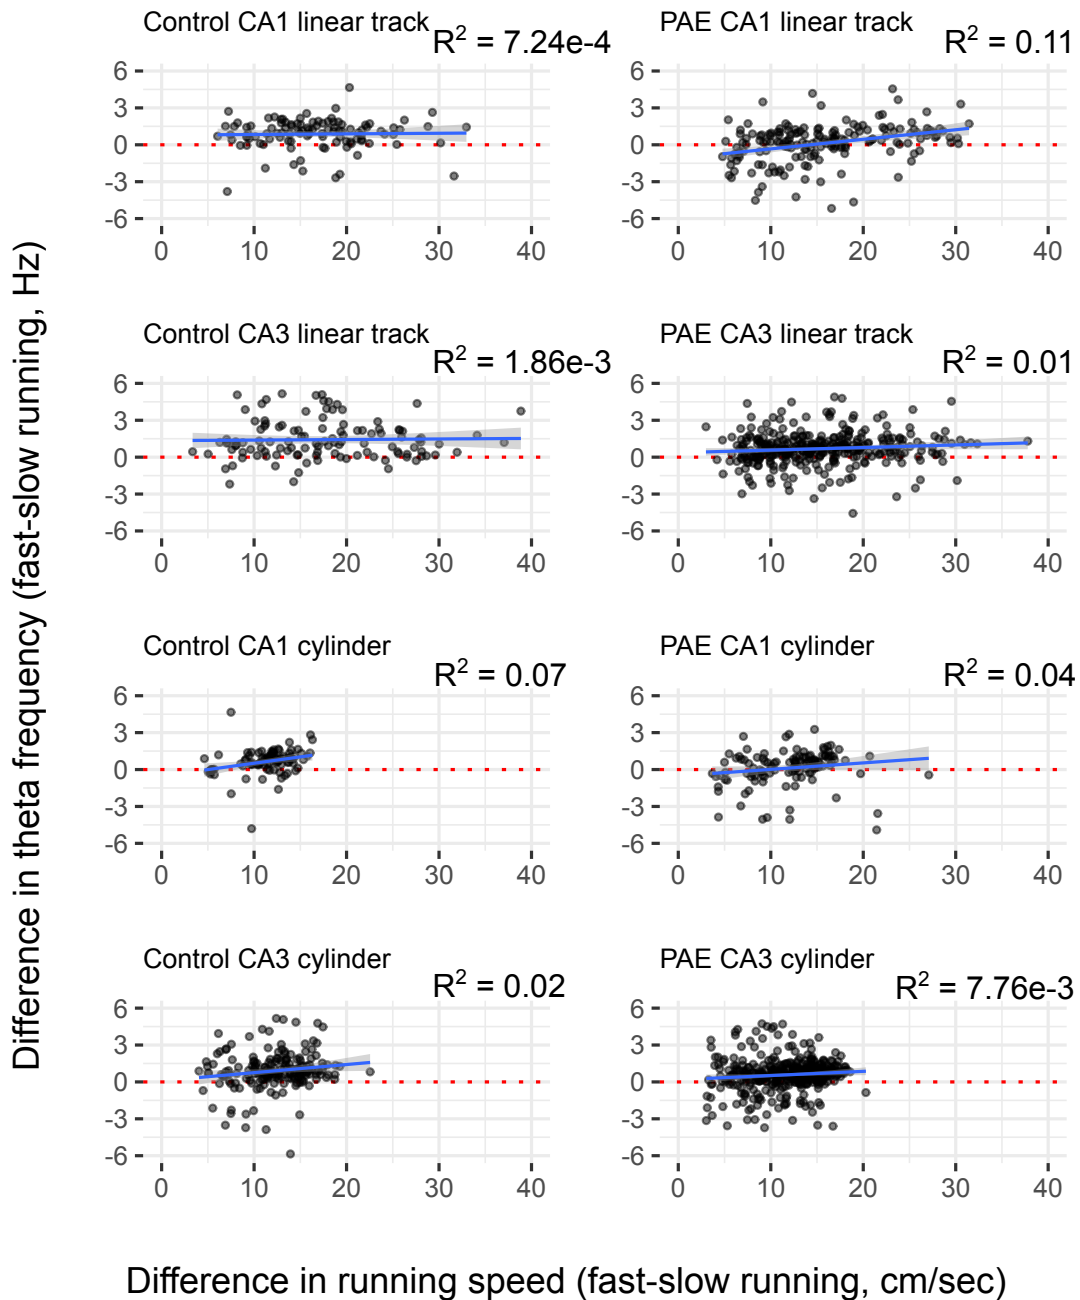 Control CA1 linear track
R² = 7.24e-4
PAE CA1 linear track
R² = 0.11
6
3
0
-3
-6
0 10 20 30 40
6
3
0
-3
-6
0 10 20 30 40
Control CA3 linear track
R² = 1.86e-3
PAE CA3 linear track
R² = 0.01
6
3
0
-3
-6
0 10 20 30 40
6
3
0
-3
-6
0 10 20 30 40
Control CA1 cylinder
R² = 0.07
PAE CA1 cylinder
R² = 0.04
6
3
0
-3
-6
0 10 20 30 40
6
3
0
-3
-6
0 10 20 30 40
Control CA3 cylinder
R² = 0.02
PAE CA3 cylinder
R² = 7.76e-3
6
3
0
-3
-6
0 10 20 30 40
6
3
0
-3
-6
0 10 20 30 40
Difference in theta frequency (fast-slow running, Hz)
Difference in running speed (fast-slow running, cm/sec)